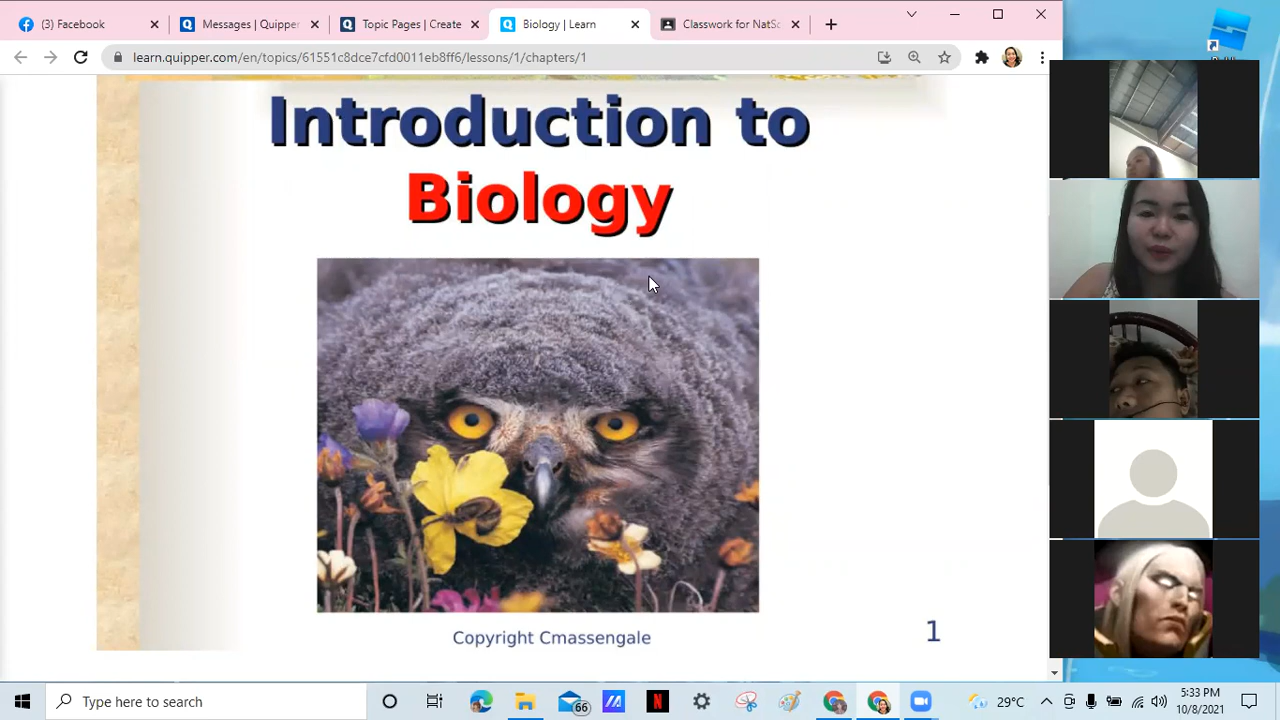 (3) Facebook
Messages | Quipper
Topic Pages | Create
Biology | Learn
Classwork for NatSc
learn.quipper.com/en/topics/61551c8dce7cfd0011eb8ff6/lessons/1/chapters/1
Introduction to
Biology
Copyright Cmassengale
1
Type here to search
66
N
29°C
5:33 PM
10/8/2021